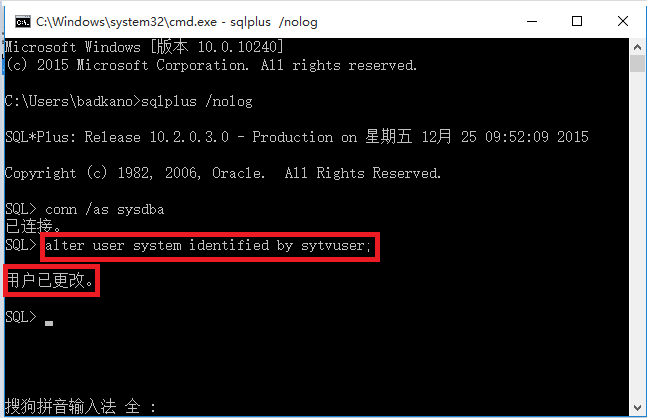 C:\Windows\system32\cmd.exe - sqlplus  /nolog
Microsoft Windows [版本 10.0.10240]
(c) 2015 Microsoft Corporation. All rights reserved.
C:\Users\badkano>sqlplus /nolog
SQL*Plus: Release 10.2.0.3.0 - Production on 星期五 12月 25 09:52:09 2015
Copyright (c) 1982, 2006, Oracle.  All Rights Reserved.
SQL> conn /as sysdba
已连接。
SQL> alter user system identified by sytvuser;
用户已更改。
SQL>
搜狗拼音输入法 全 :